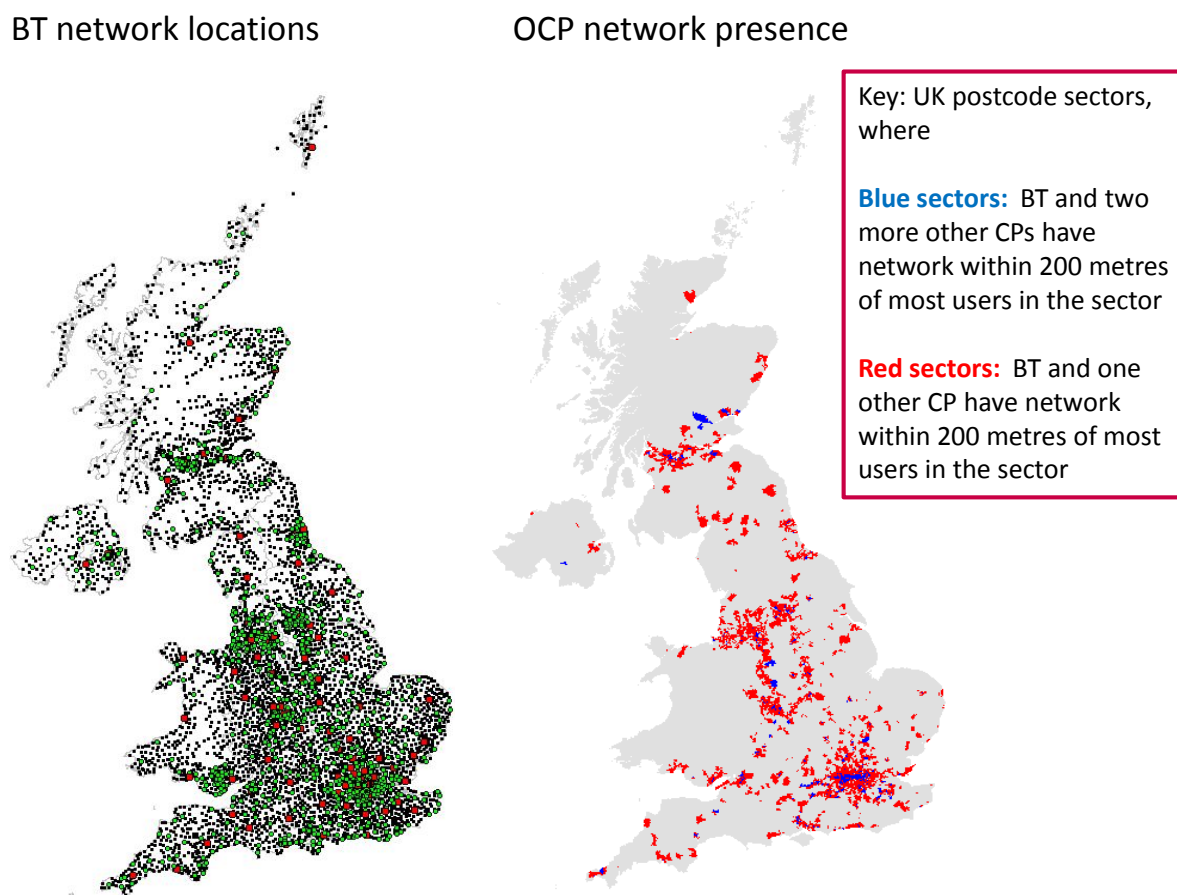 BT network locations
OCP network presence
Key: UK postcode sectors,
where
Blue sectors: BT and two
more other CPs have
network within 200 metres
of most users in the sector
Red sectors: BT and one
other CP have network
within 200 metres of most
users in the sector